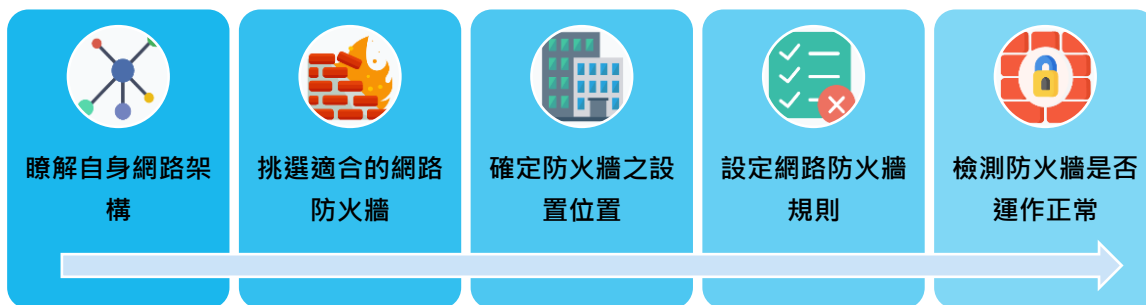 瞭解自身網路架
構
挑選適合的網路
防火牆
確定防火牆之設
置位置
設定網路防火牆
規則
檢測防火牆是否
運作正常